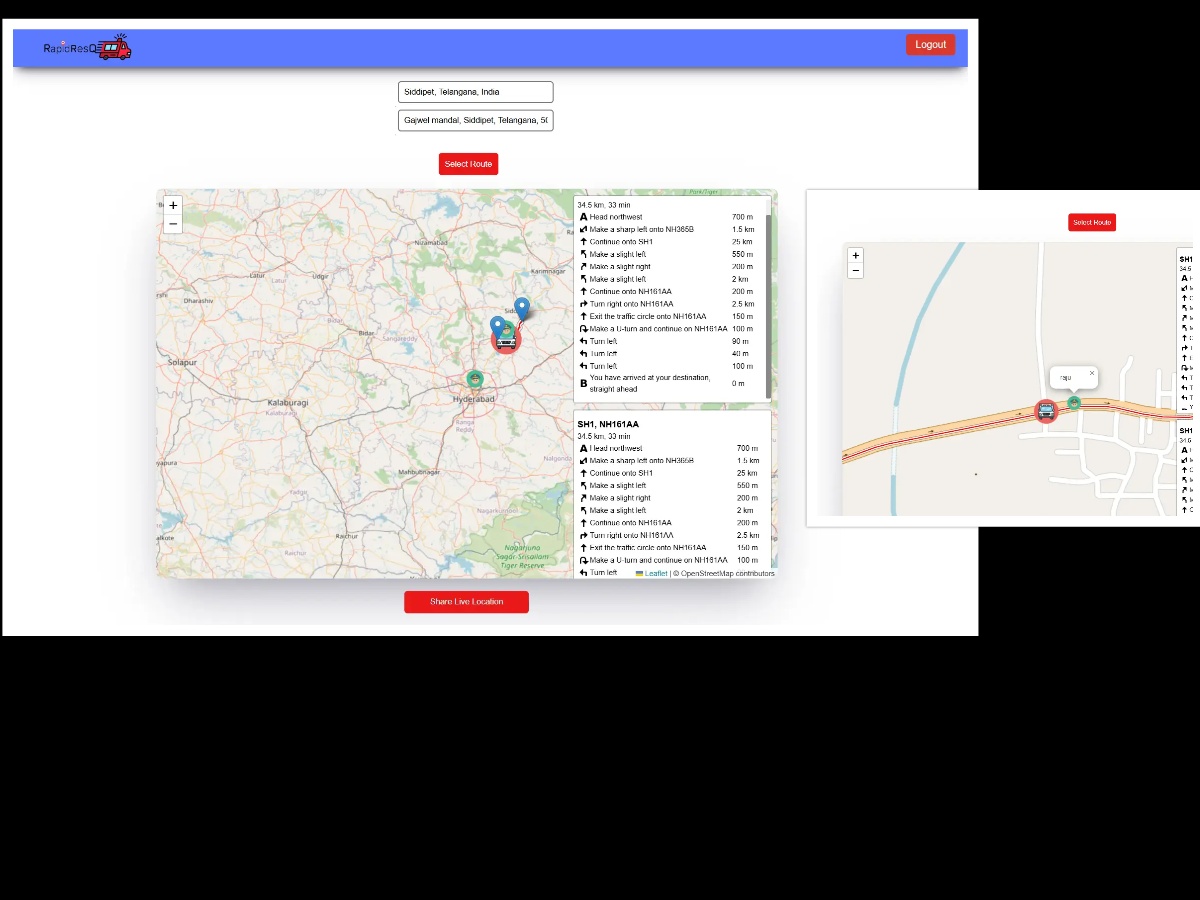 RapidResQ
Logout
Siddipet, Telangana, India
Gajwel mandal, Siddipet, Telangana, 50
Select Route
+
−
Nizamabad
Karimnagar
Latur
Udgir
Dharashiv
Bidar
Sangareddy
Solapur
Kalaburagi
Kalaburagi
Hyderabad
Ranga
Reddy
Nalgonda
Mahbubnagar
Yadgir
Nagarkurnool
Raichur
Raichur
Nagarjuna
Sagar-Srisailam
Tiger Reserve
34.5 km, 33 min
A Head northwest 700 m
Make a sharp left onto NH365B 1.5 km
Continue onto SH1 25 km
Make a slight left 550 m
Make a slight right 200 m
Make a slight left 2 km
Continue onto NH161AA 200 m
Turn right onto NH161AA 2.5 km
Exit the traffic circle onto NH161AA 150 m
Make a U-turn and continue on NH161AA 100 m
Turn left 90 m
Turn left 40 m
Turn left 100 m
B You have arrived at your destination, straight ahead 0 m
SH1, NH161AA
34.5 km, 33 min
A Head northwest 700 m
Make a sharp left onto NH365B 1.5 km
Continue onto SH1 25 km
Make a slight left 550 m
Make a slight right 200 m
Make a slight left 2 km
Continue onto NH161AA 200 m
Turn right onto NH161AA 2.5 km
Exit the traffic circle onto NH161AA 150 m
Make a U-turn and continue on NH161AA 100 m
Turn left
Leaflet | © OpenStreetMap contributors
Share Live Location
Select Route
+
−
raju
×
SH1
34.5
A
SH1
34.5
A